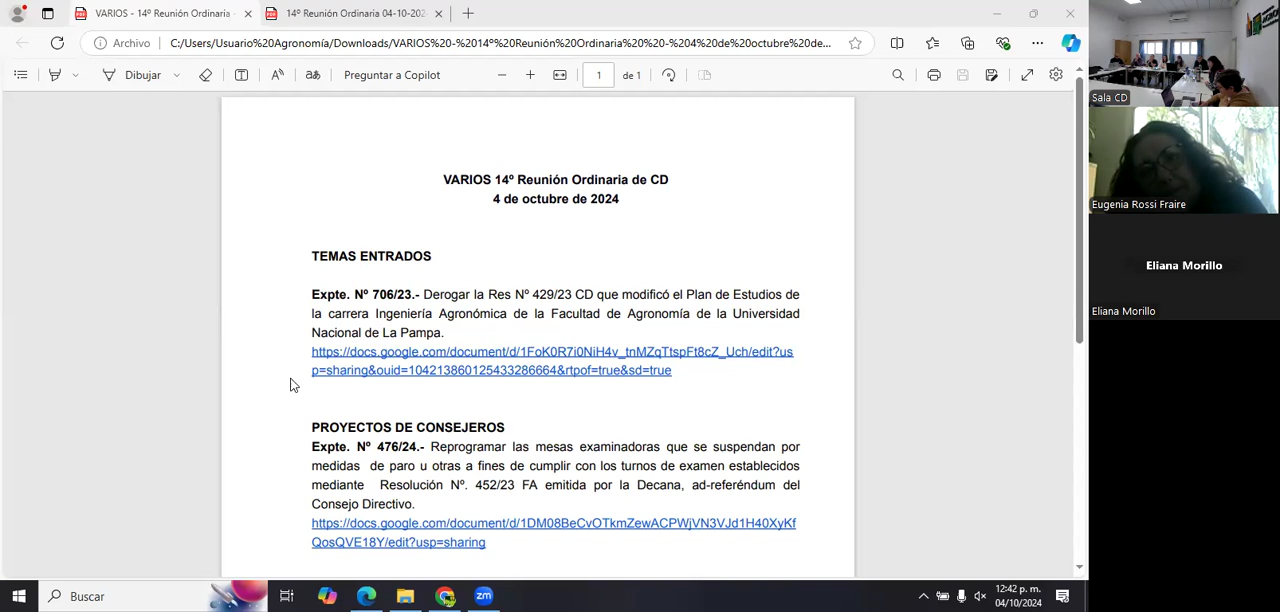 VARIOS - 14º Reunión Ordinaria -
14º Reunión Ordinaria 04-10-202
Archivo
C:/Users/Usuario%20Agronomía/Downloads/VARIOS%20-%2014º%20Reunión%20Ordinaria%20%20-%204%20de%20octubre%20de...
Dibujar
Preguntar a Copilot
1
de 1
VARIOS 14º Reunión Ordinaria de CD
4 de octubre de 2024
TEMAS ENTRADOS
Expte. Nº 706/23.- Derogar la Res Nº 429/23 CD que modificó el Plan de Estudios de
la carrera Ingeniería Agronómica de la Facultad de Agronomía de la Universidad
Nacional de La Pampa.
https://docs.google.com/document/d/1FoK0R7i0NiH4v_tnMZqTtspFt8cZ_Uch/edit?us
p=sharing&ouid=104213860125433286664&rtpof=true&sd=true
PROYECTOS DE CONSEJEROS
Expte. Nº 476/24.- Reprogramar las mesas examinadoras que se suspendan por
medidas de paro u otras a fines de cumplir con los turnos de examen establecidos
mediante Resolución Nº. 452/23 FA emitida por la Decana, ad-referéndum del
Consejo Directivo.
https://docs.google.com/document/d/1DM08BeCvOTkmZewACPWjVN3VJd1H40XyKf
QosQVE18Y/edit?usp=sharing
Sala CD
Eugenia Rossi Fraire
Eliana Morillo
Eliana Morillo
Buscar
zm
12:42 p. m.
04/10/2024